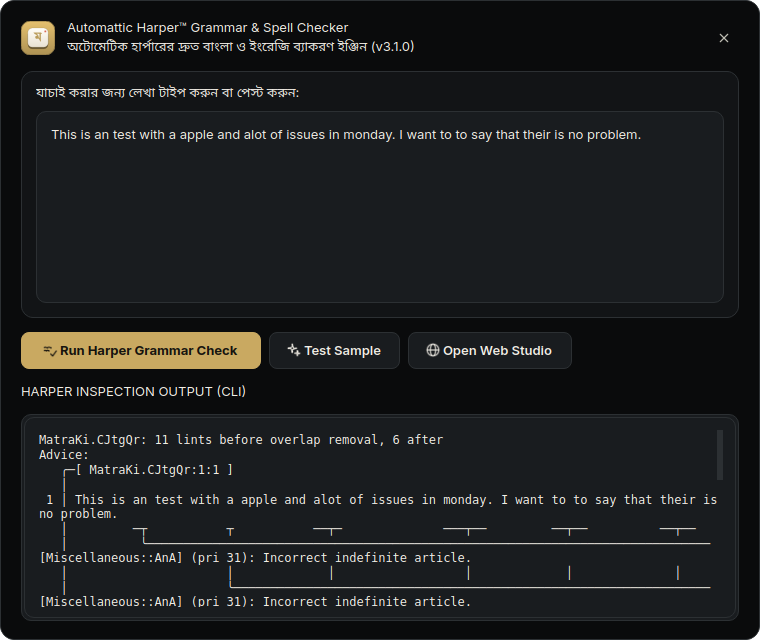 ম
Automattic Harper™ Grammar & Spell Checker
অটোমেটিক হার্পারের দ্রুত বাংলা ও ইংরেজি ব্যাকরণ ইঞ্জিন (v3.1.0)
যাচাই করার জন্য লেখা টাইপ করুন বা পেস্ট করুন:
This is an test with a apple and alot of issues in monday. I want to to say that their is no problem.
Run Harper Grammar Check
Test Sample
Open Web Studio
HARPER INSPECTION OUTPUT (CLI)
MatraKi.CJtgQr: 11 lints before overlap removal, 6 after
Advice:
╭─[ MatraKi.CJtgQr:1:1 ]
1 │ This is an test with a apple and alot of issues in monday. I want to to say that their is
no problem.
[Miscellaneous::AnA] (pri 31): Incorrect indefinite article.
[Miscellaneous::AnA] (pri 31): Incorrect indefinite article.